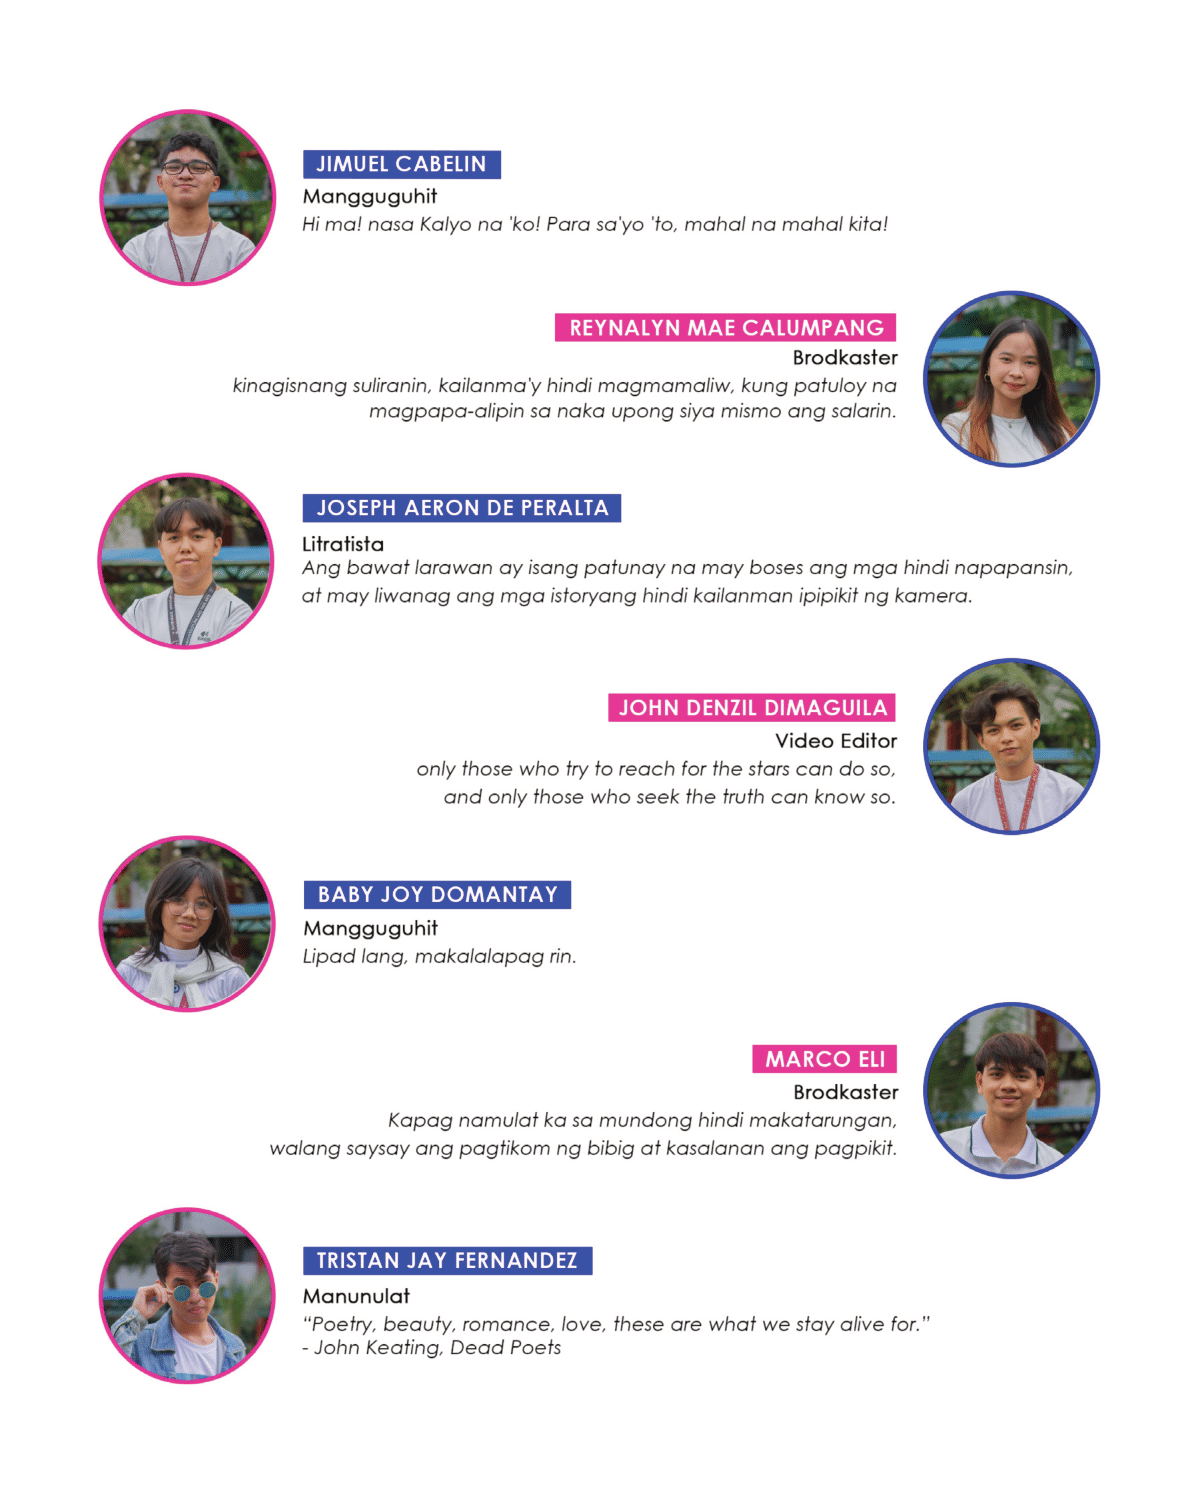 JIMUEL CABELIN
Mangguguhit
Hi ma! nasa Kalyo na 'ko! Para sa'yo 'to, mahal na mahal kita!
REYNALYN MAE CALUMPANG
Brodkaster
kinagisnang suliranin, kailanma'y hindi magmamaliw, kung patuloy na
magpapa-alipin sa naka upong siya mismo ang salarin.
JOSEPH AERON DE PERALTA
Litratista
Ang bawat larawan ay isang patunay na may boses ang mga hindi napapansin,
at may liwanag ang mga istoryang hindi kailanman ipipikit ng kamera.
JOHN DENZIL DIMAGUILA
Video Editor
only those who try to reach for the stars can do so,
and only those who seek the truth can know so.
BABY JOY DOMANTAY
Mangguguhit
Lipad lang, makalalapag rin.
MARCO ELI
Brodkaster
Kapag namulat ka sa mundong hindi makatarungan,
walang saysay ang pagtikom ng bibig at kasalanan ang pagpikit.
TRISTAN JAY FERNANDEZ
Manunulat
“Poetry, beauty, romance, love, these are what we stay alive for.”
- John Keating, Dead Poets